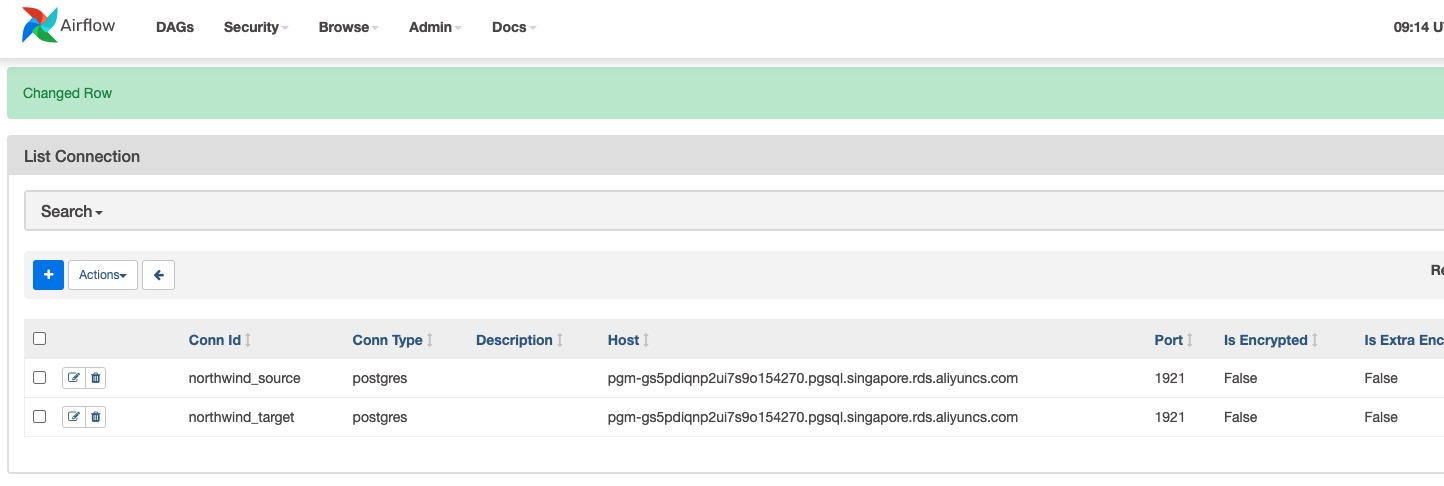 Airflow DAGs Security Browse Admin Docs 09:14
Changed Row
List Connection
Search
+ Actions
Conn Id Conn Type Description Host Port Is Encrypted Is Extra
northwind_source postgres pgm-gs5pdiqnp2ui7s9o154270.pgsql.singapore.rds.aliyuncs.com 1921 False False
northwind_target postgres pgm-gs5pdiqnp2ui7s9o154270.pgsql.singapore.rds.aliyuncs.com 1921 False False